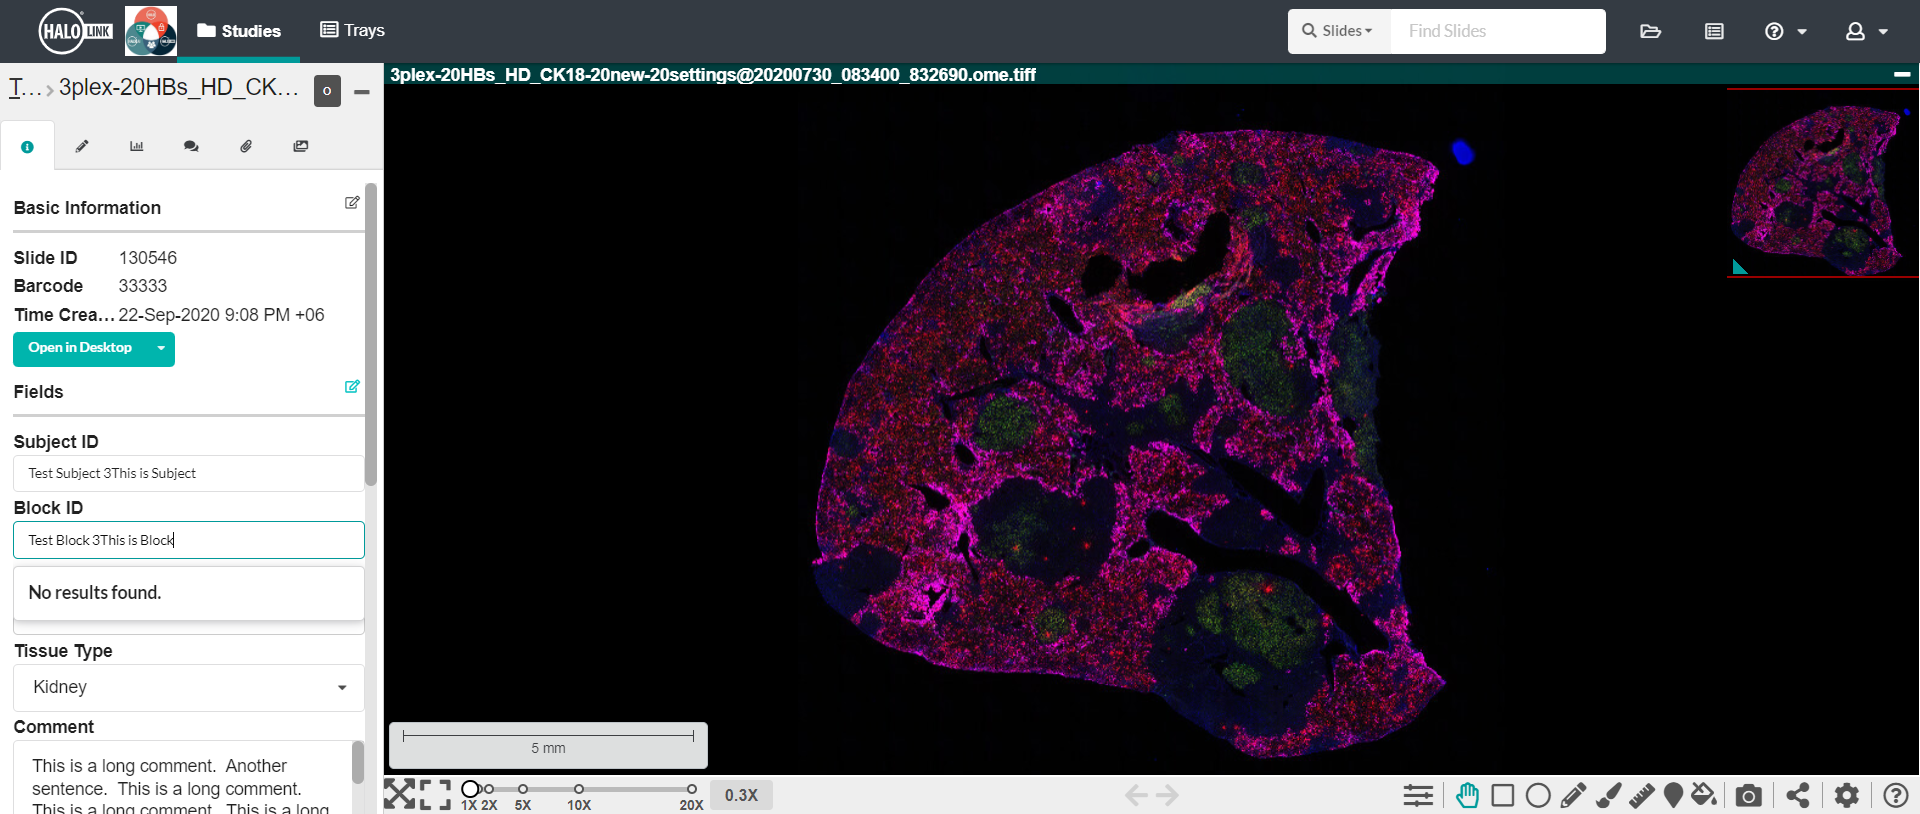 HALO LINK
Studies
Trays
Slides
Find Slides
T... > 3plex-20HBs_HD_CK...
o
3plex-20HBs_HD_CK18-20new-20settings@20200730_083400_832690.ome.tiff
Basic Information
Slide ID 130546
Barcode 33333
Time Crea... 22-Sep-2020 9:08 PM +06
Open in Desktop
Fields
Subject ID
Test Subject 3This is Subject
Block ID
Test Block 3This is Block
No results found.
Tissue Type
Kidney
Comment
This is a long comment.  Another
sentence.  This is a long comment.
This is a long comment.  This is a long
5 mm
1X 2X 5X 10X 20X
0.3X